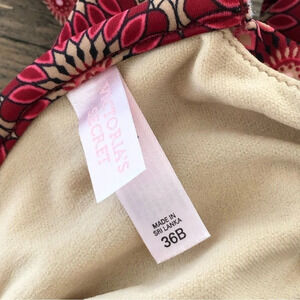 VICTORIA'S
SECRET
MADE IN
SRI LANKA
36B